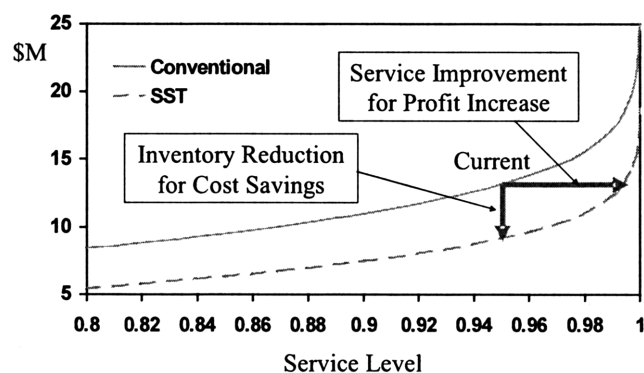 25
$M
20
15
10
5
Conventional
SST
Service Improvement
for Profit Increase
Inventory Reduction
for Cost Savings
Current
0.8 0.82 0.84 0.86 0.88 0.9 0.92 0.94 0.96 0.98 1
Service Level